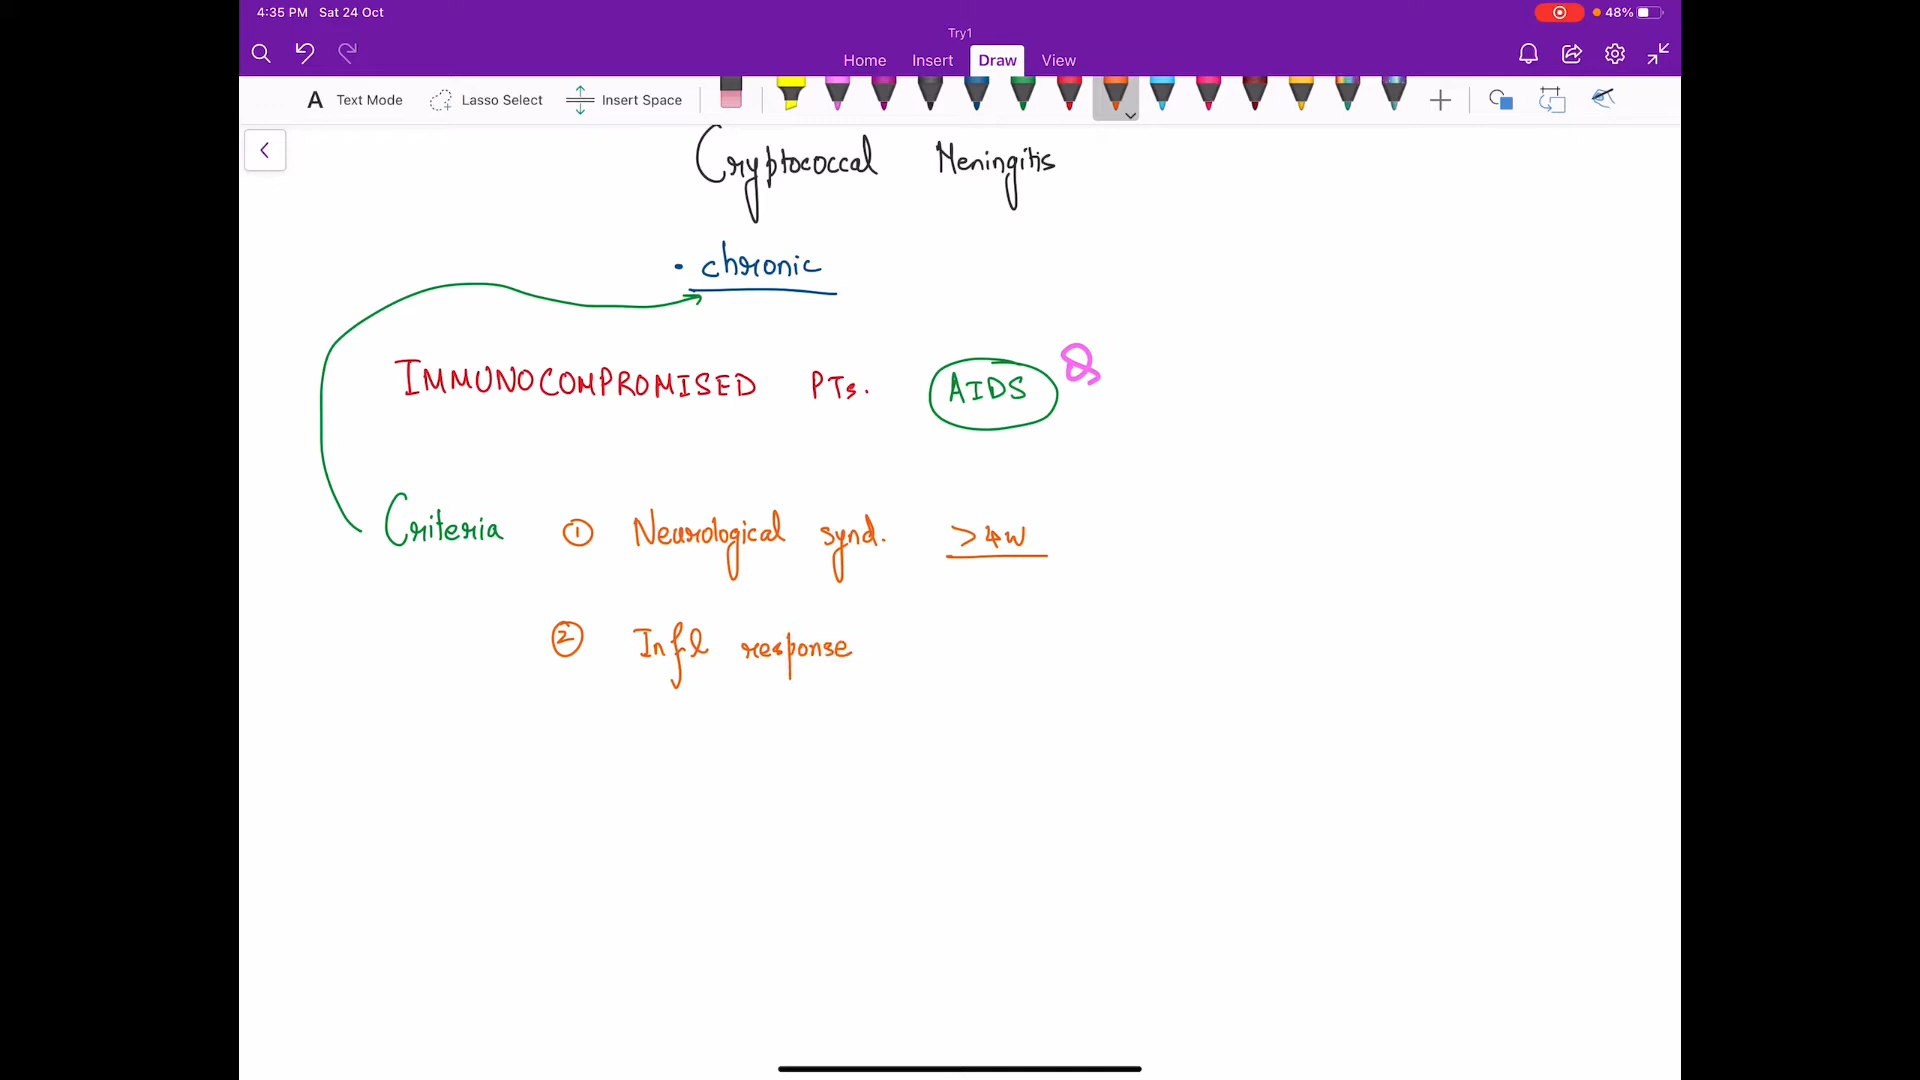 4:35 PM Sat 24 Oct 48%
Try1
Home Insert Draw View
A Text Mode Lasso Select Insert Space
Cryptococcal Meningitis
• chronic
IMMUNOCOMPROMISED PTs. AIDS
Criteria ① Neurological synd. >4w
② Infl response